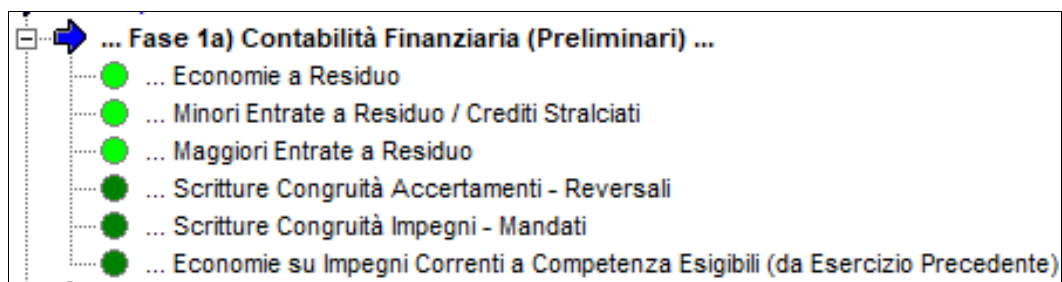 ... Fase 1a) Contabilità Finanziaria (Preliminari) ...
... Economie a Residuo
... Minori Entrate a Residuo / Crediti Stralciati
... Maggiori Entrate a Residuo
... Scritture Congruità Accertamenti - Reversali
... Scritture Congruità Impegni - Mandati
... Economie su Impegni Correnti a Competenza Esigibili (da Esercizio Precedente)